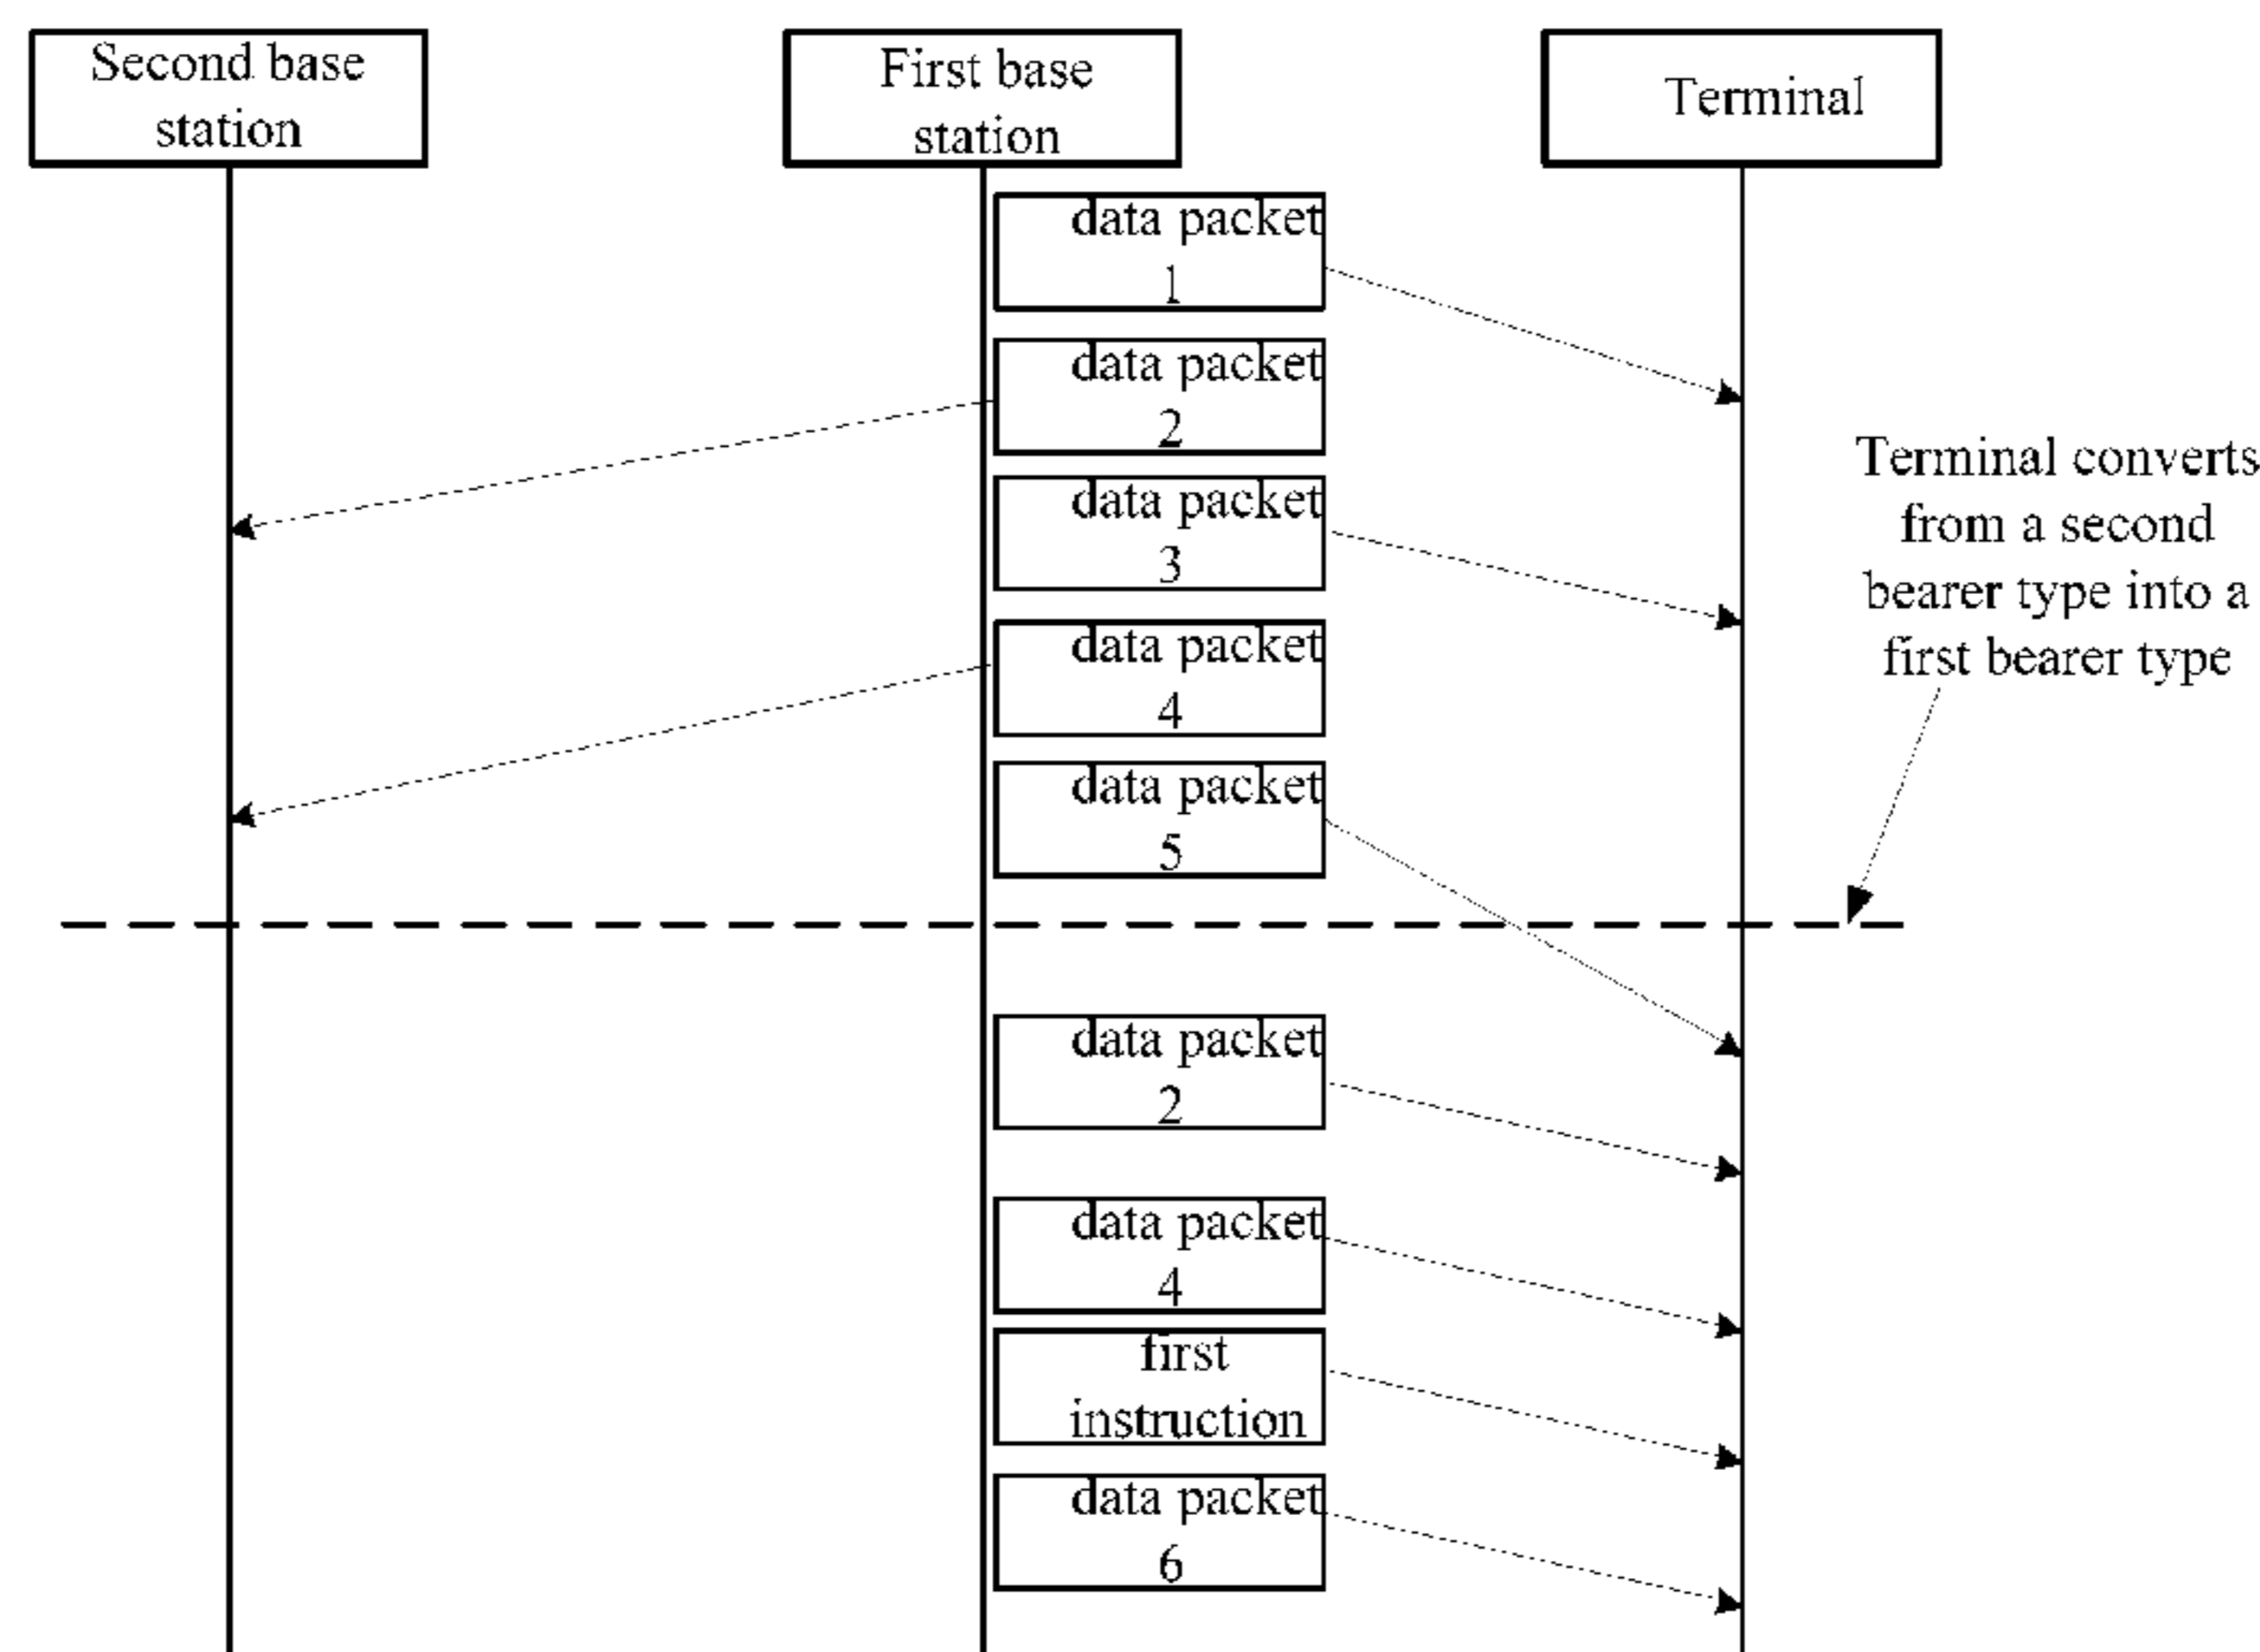 Second base
station
First base
station
Terminal
data packet
1
data packet
2
data packet
3
data packet
4
data packet
5
Terminal converts
from a second
bearer type into a
first bearer type
data packet
2
data packet
4
first
instruction
data packet
6